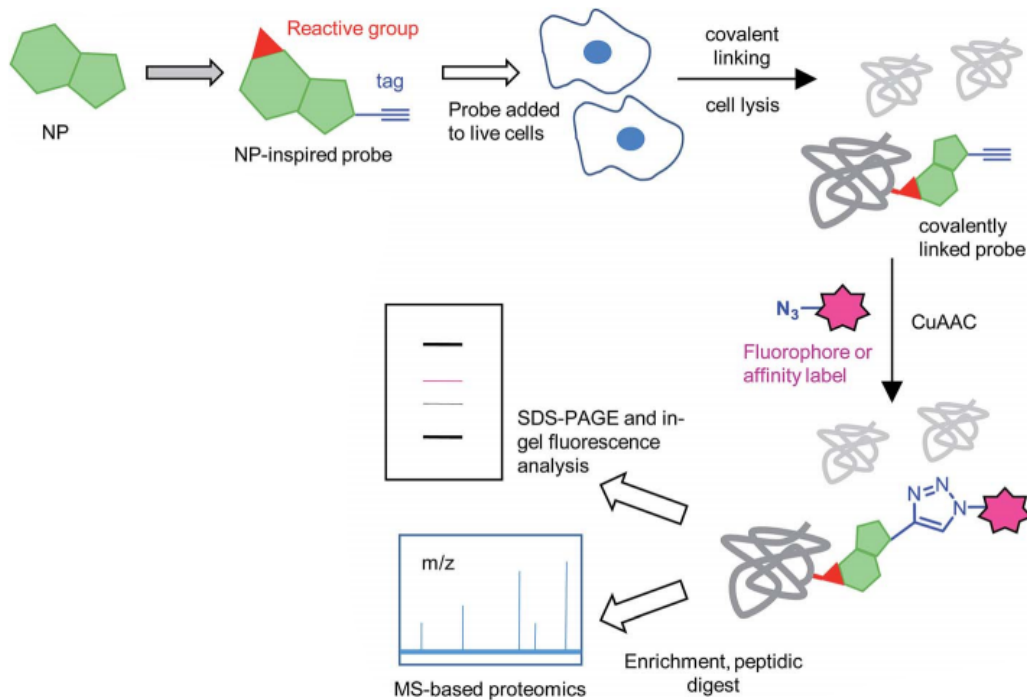 NP
Reactive group
tag
NP-inspired probe
Probe added
to live cells
covalent
linking
cell lysis
covalently
linked probe
N3
Fluorophore or
affinity label
CuAAC
SDS-PAGE and in-
gel fluorescence
analysis
N
N
N
m/z
MS-based proteomics
Enrichment, peptidic
digest